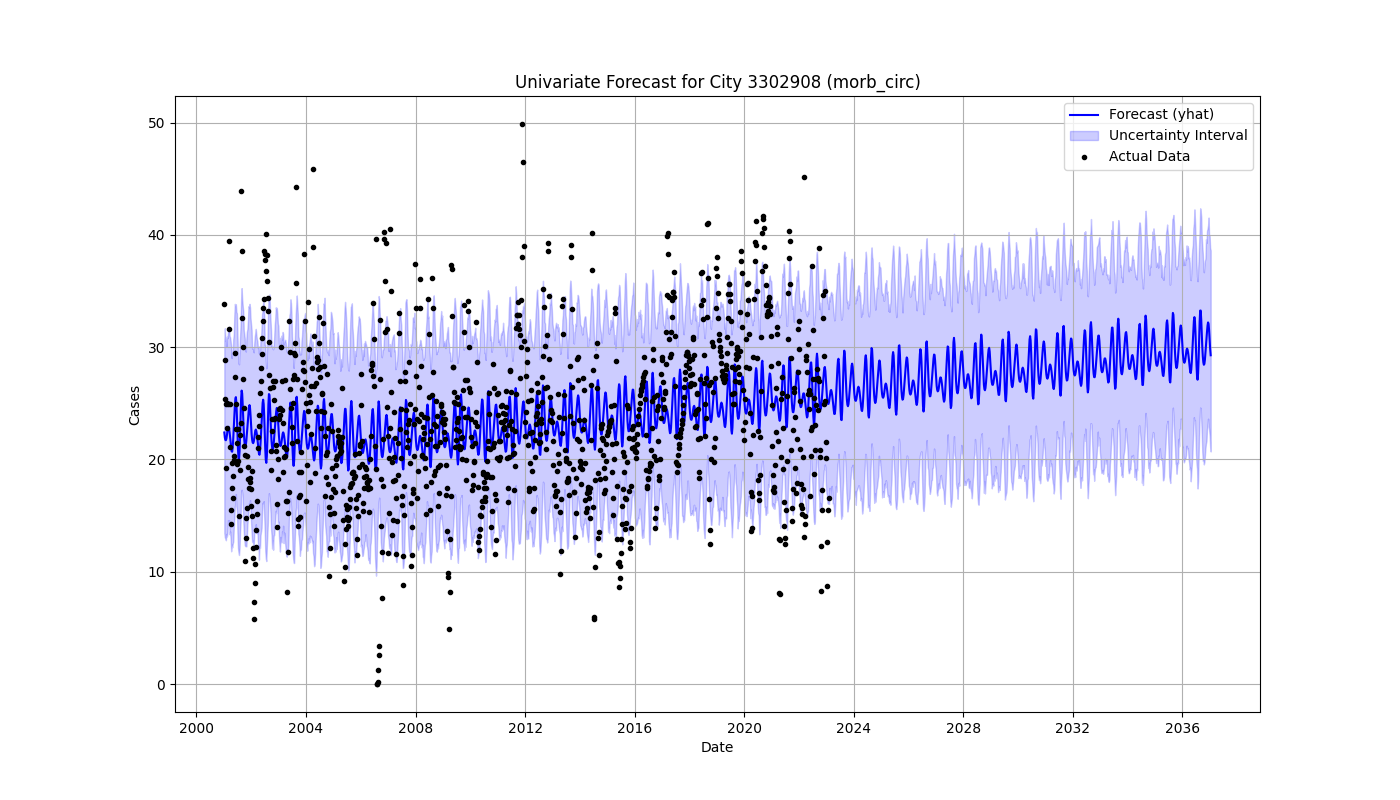 Univariate Forecast for City 3302908 (morb_circ)
Forecast (yhat)
Uncertainty Interval
Actual Data
Cases
50
40
30
20
10
0
2000 2004 2008 2012 2016 2020 2024 2028 2032 2036
Date